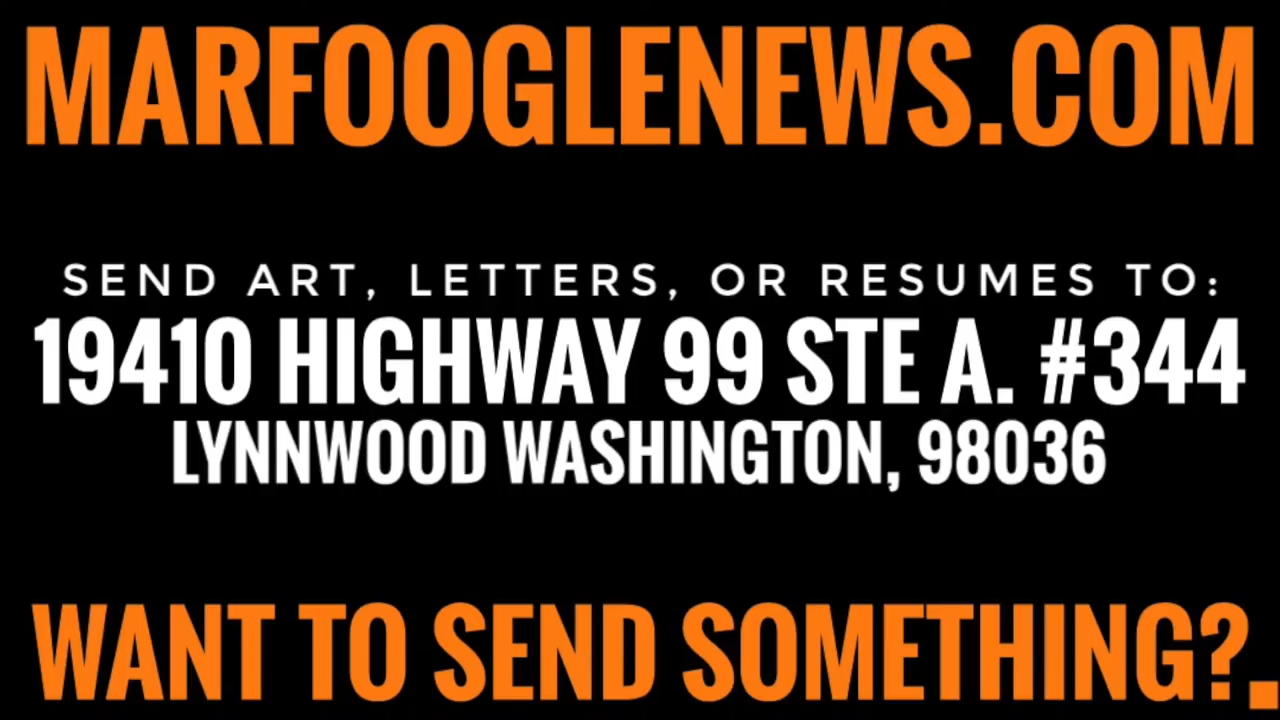 MARFOOGLENEWS.COM
SEND ART, LETTERS, OR RESUMES TO:
19410 HIGHWAY 99 STE A. #344
LYNNWOOD WASHINGTON, 98036
WANT TO SEND SOMETHING?.